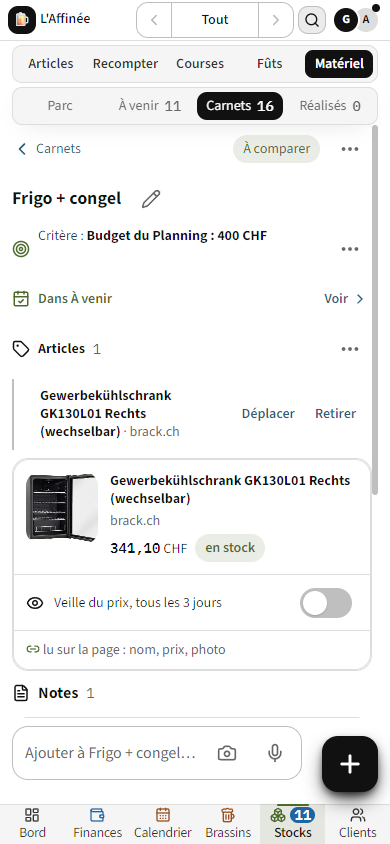 L'Affinée
Tout
G
A
Articles
Recompter
Courses
Fûts
Matériel
Parc
À venir 11
Carnets 16
Réalisés 0
Carnets
À comparer
Frigo + congel
Critère : Budget du Planning : 400 CHF
Dans À venir
Voir
Articles 1
Gewerbekühlschrank
GK130L01 Rechts
(wechselbar) · brack.ch
Déplacer
Retirer
Gewerbekühlschrank GK130L01 Rechts
(wechselbar)
brack.ch
341,10 CHF
en stock
Veille du prix, tous les 3 jours
lu sur la page : nom, prix, photo
Notes 1
Ajouter à Frigo + congel…
Bord
Finances
Calendrier
Brassins
11
Stocks
Clients